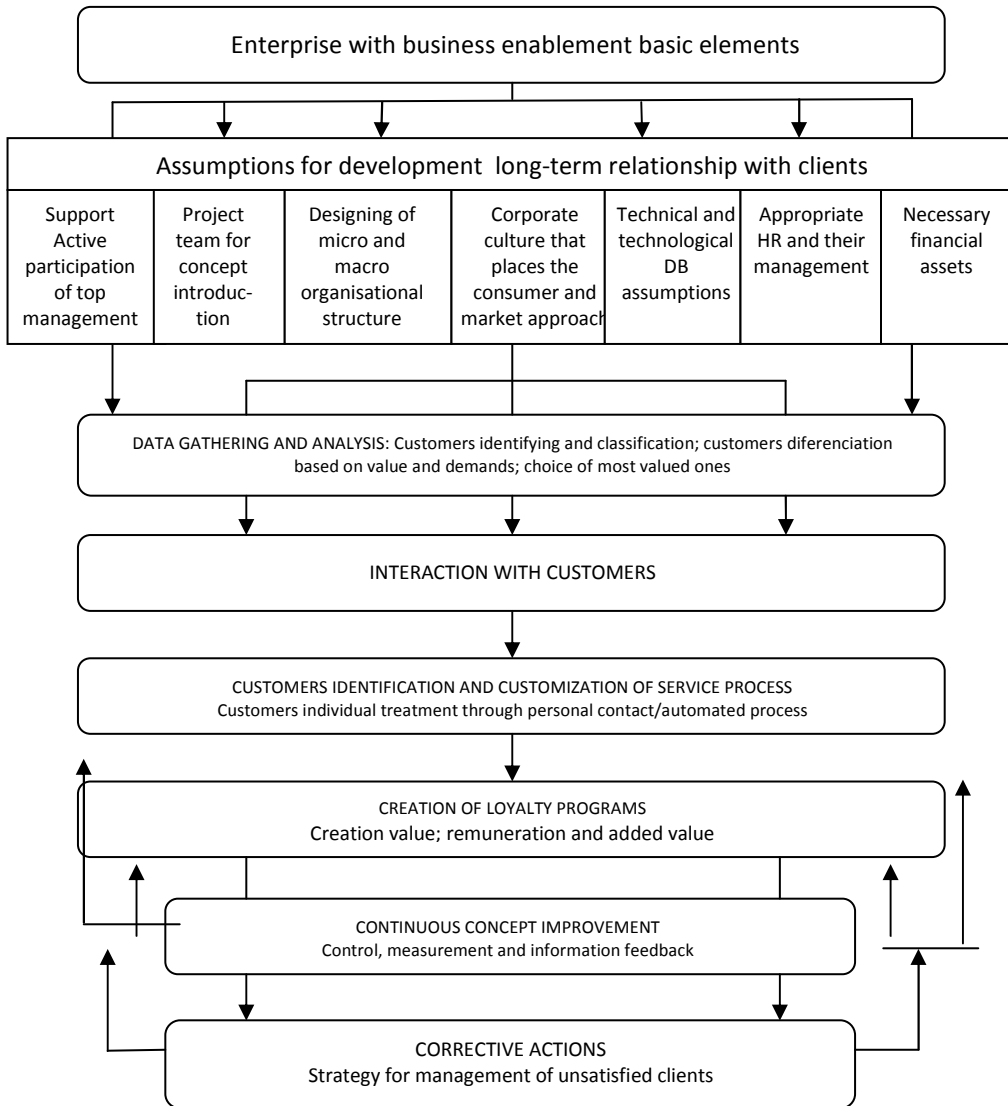 Enterprise with business enablement basic elements
Assumptions for development long-term relationship with clients
Support
Active
participation
of top
management
Project
team for
concept
introduc-
tion
Designing of
micro and
macro
organisational
structure
Corporate
culture that
places the
consumer and
market approach
Technical and
technological
DB
assumptions
Appropriate
HR and their
management
Necessary
financial
assets
DATA GATHERING AND ANALYSIS: Customers identifying and classification; customers diferenciation
based on value and demands; choice of most valued ones
INTERACTION WITH CUSTOMERS
CUSTOMERS IDENTIFICATION AND CUSTOMIZATION OF SERVICE PROCESS
Customers individual treatment through personal contact/automated process
CREATION OF LOYALTY PROGRAMS
Creation value; remuneration and added value
CONTINUOUS CONCEPT IMPROVEMENT
Control, measurement and information feedback
CORRECTIVE ACTIONS
Strategy for management of unsatisfied clients